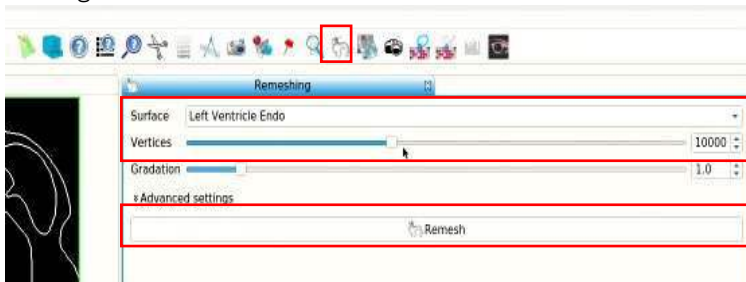 Remeshing
Surface Left Ventricle Endo
Vertices 10000
Gradation 1.0
Advanced settings
Remesh